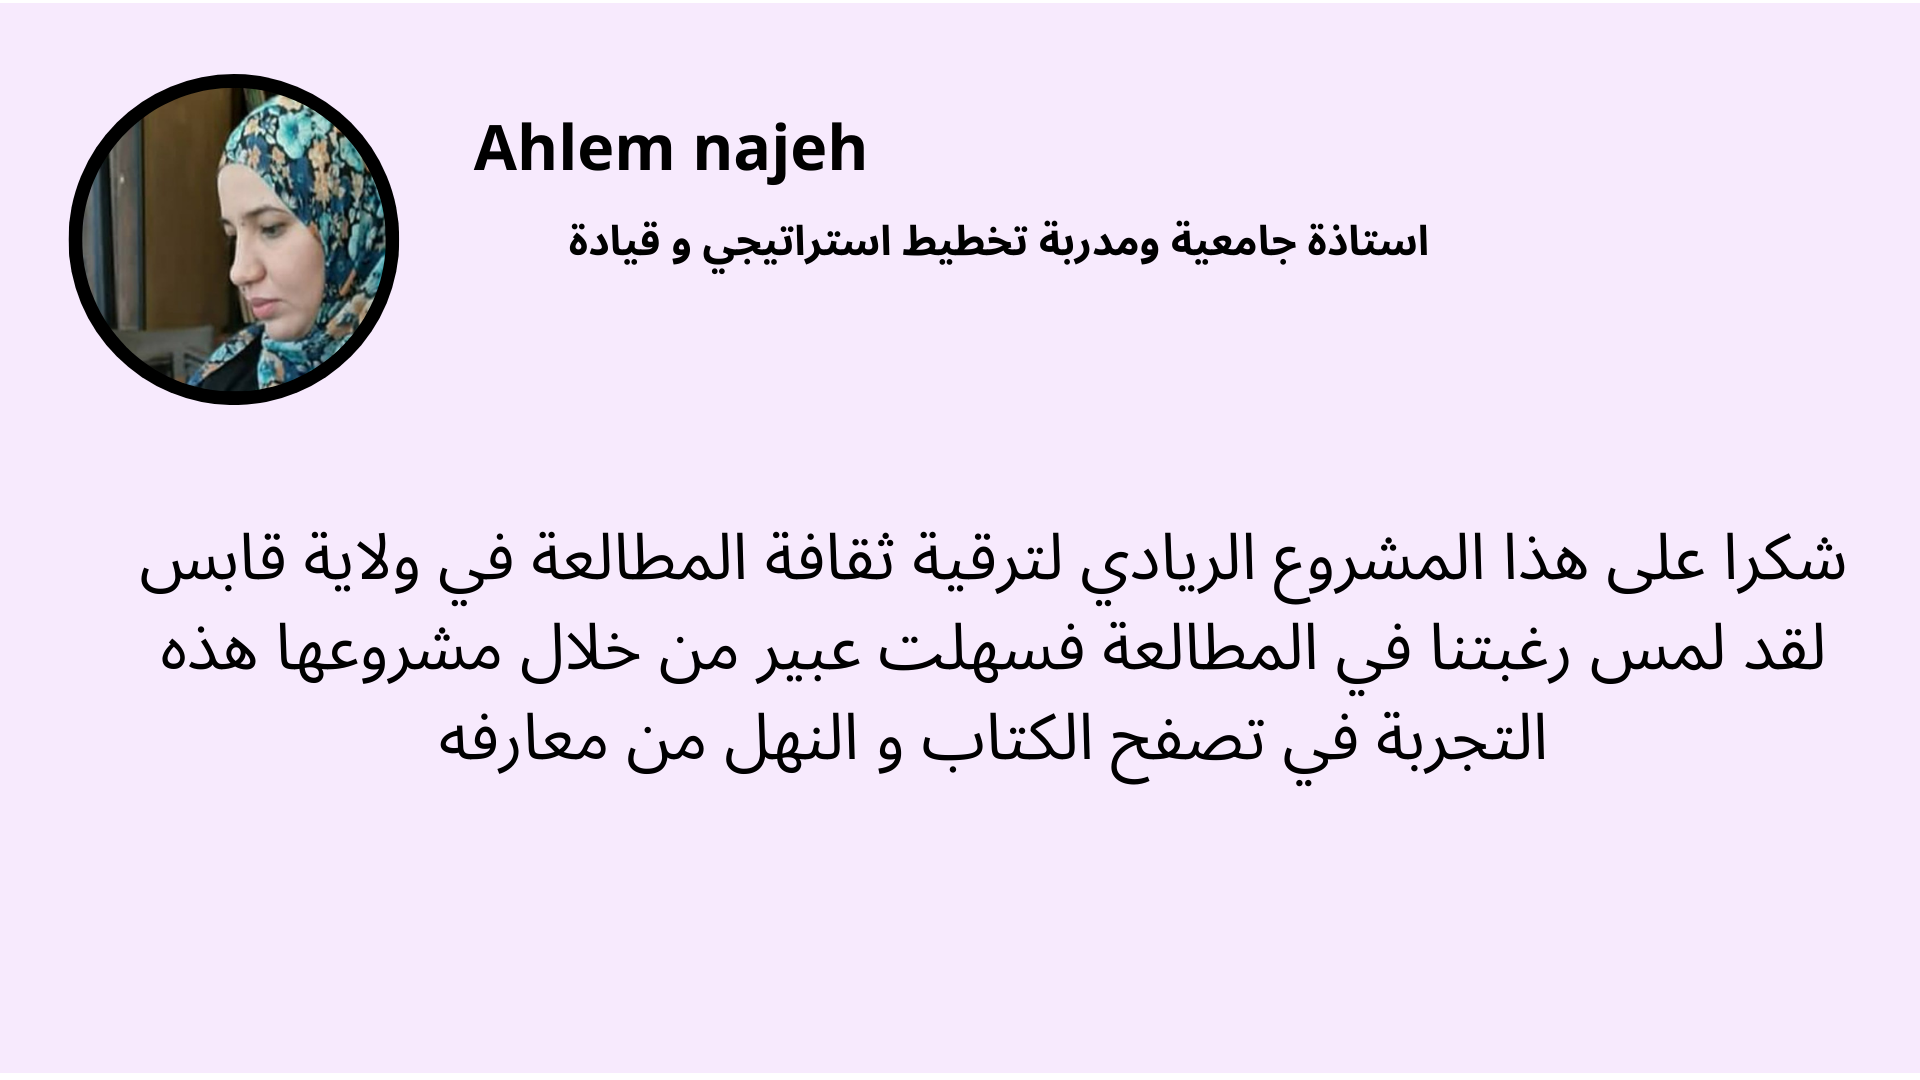 Ahlem najeh
استاذة جامعية ومدربة تخطيط استراتيجي و قيادة
شكرا على هذا المشروع الريادي لترقية ثقافة المطالعة في ولاية قابس
لقد لمس رغبتنا في المطالعة فسهلت عبير من خلال مشروعها هذه
التجربة في تصفح الكتاب و النهل من معارفه